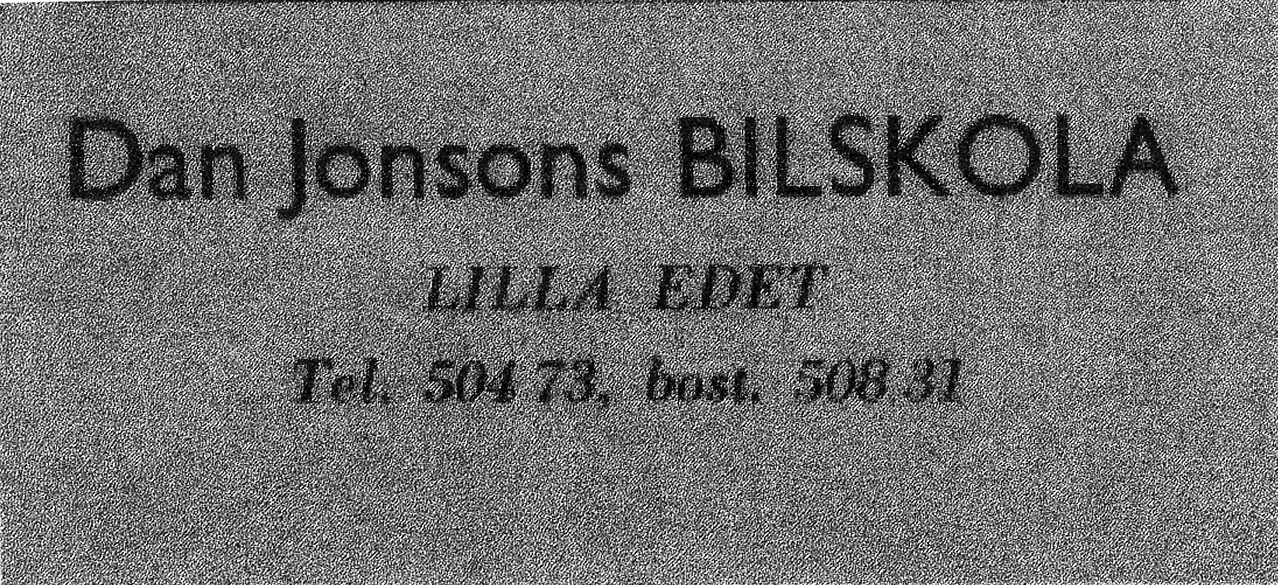 Dan Jonsons BILSKOLA
LILLA EDET
Tel. 504 73, bost. 508 31